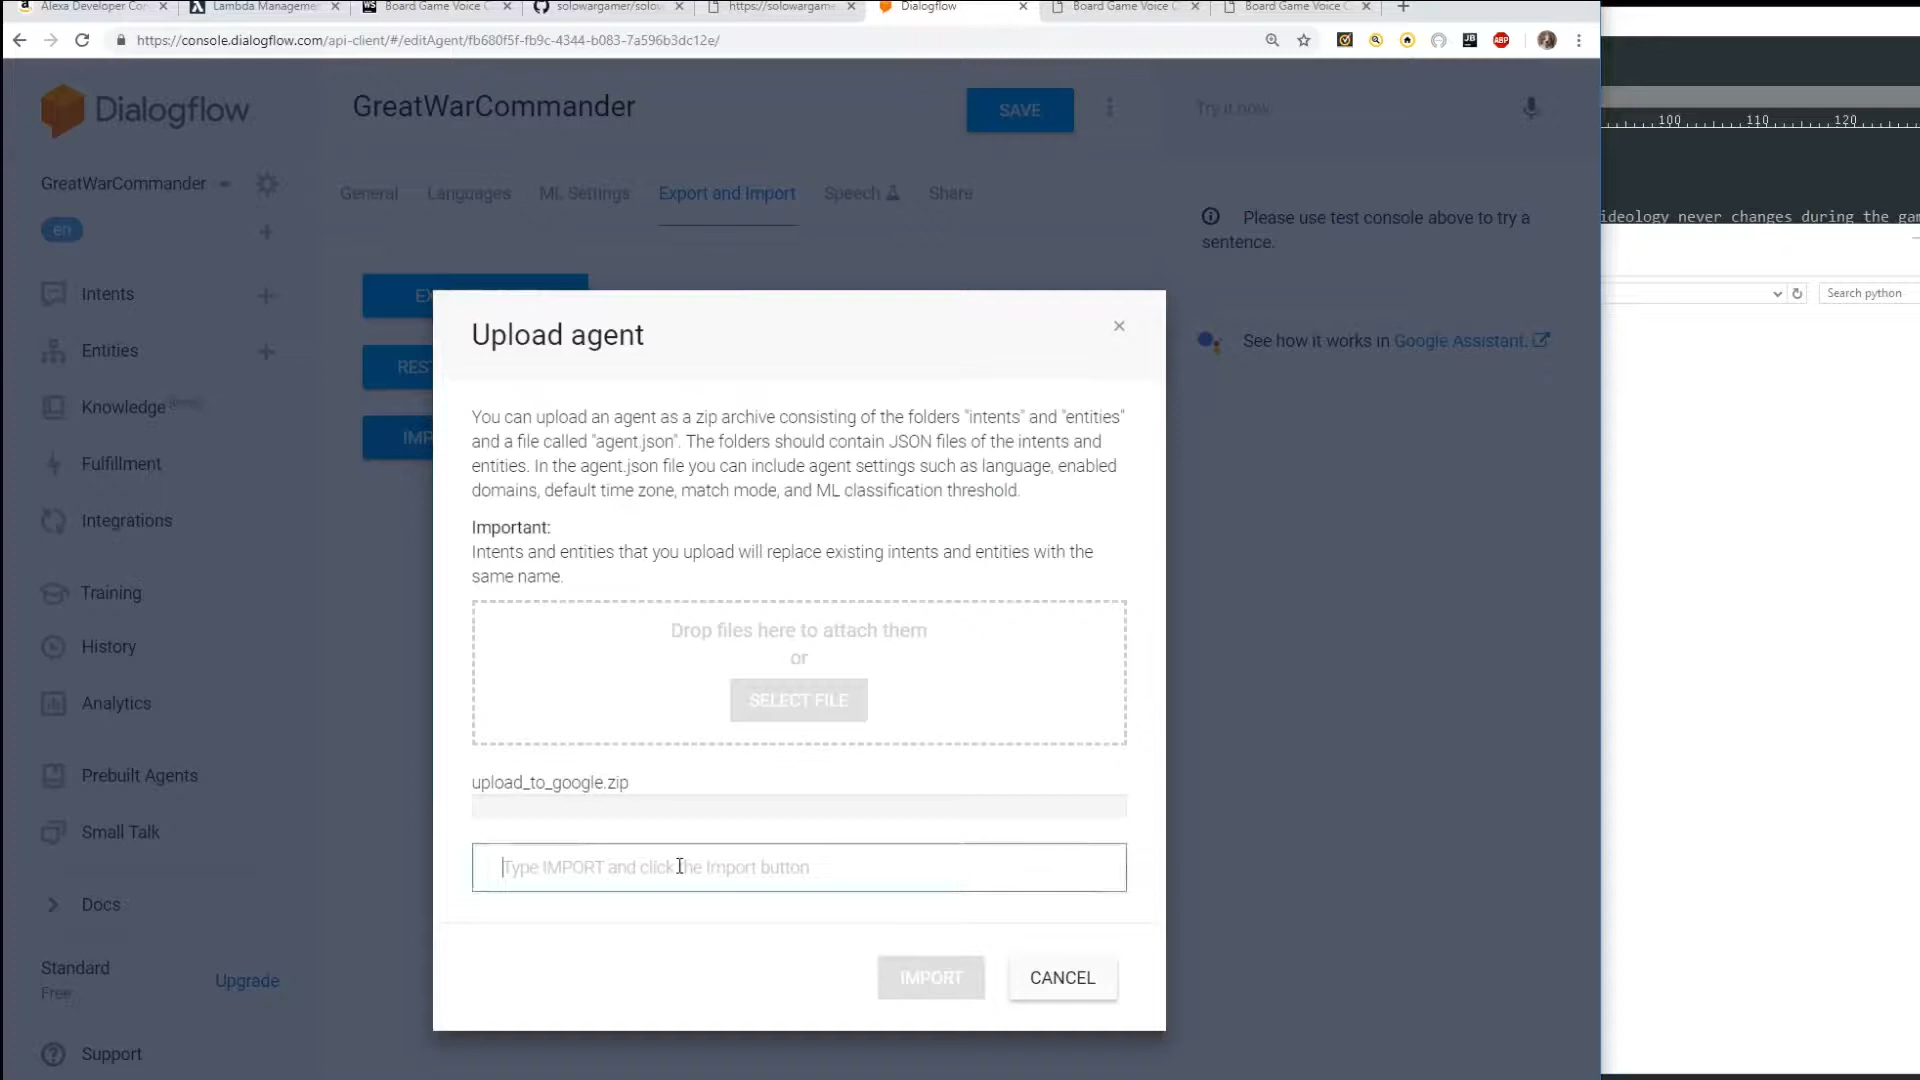 Alexa Developer Con
Lambda Managemen
Board Game Voice C
solowargamer/solov
https://solowargame
Dialogflow
Board Game Voice C
Board Game Voice C
https://console.dialogflow.com/api-client/#/editAgent/fb680f5f-fb9c-4344-b083-7a596b3dc12e/
Dialogflow
GreatWarCommander
SAVE
Try it now
100 110 120
GreatWarCommander
en
General Languages ML Settings Export and Import Speech Share
Please use test console above to try a
sentence.
ideology never changes during the gam
Search python
Intents
Entities
Knowledge
Fulfillment
Integrations
Training
History
Analytics
Prebuilt Agents
Small Talk
Docs
Standard
Free
Upgrade
Support
EX
REST
IMP
See how it works in Google Assistant.
Upload agent
You can upload an agent as a zip archive consisting of the folders "intents" and "entities"
and a file called "agent.json". The folders should contain JSON files of the intents and
entities. In the agent.json file you can include agent settings such as language, enabled
domains, default time zone, match mode, and ML classification threshold.
Important:
Intents and entities that you upload will replace existing intents and entities with the
same name.
Drop files here to attach them
or
SELECT FILE
upload_to_google.zip
Type IMPORT and click the Import button
IMPORT CANCEL